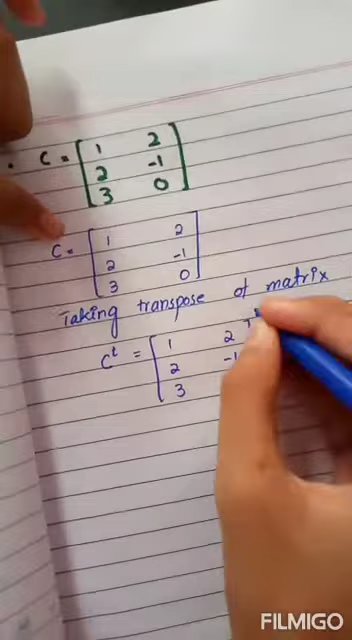 C = [ 1 2
2 -1
3 0 ]
C = [ 1 2
2 -1
3 0 ]
Taking transpose of matrix
Cᵗ = [ 1 2
2 -1
3
FILMIGO